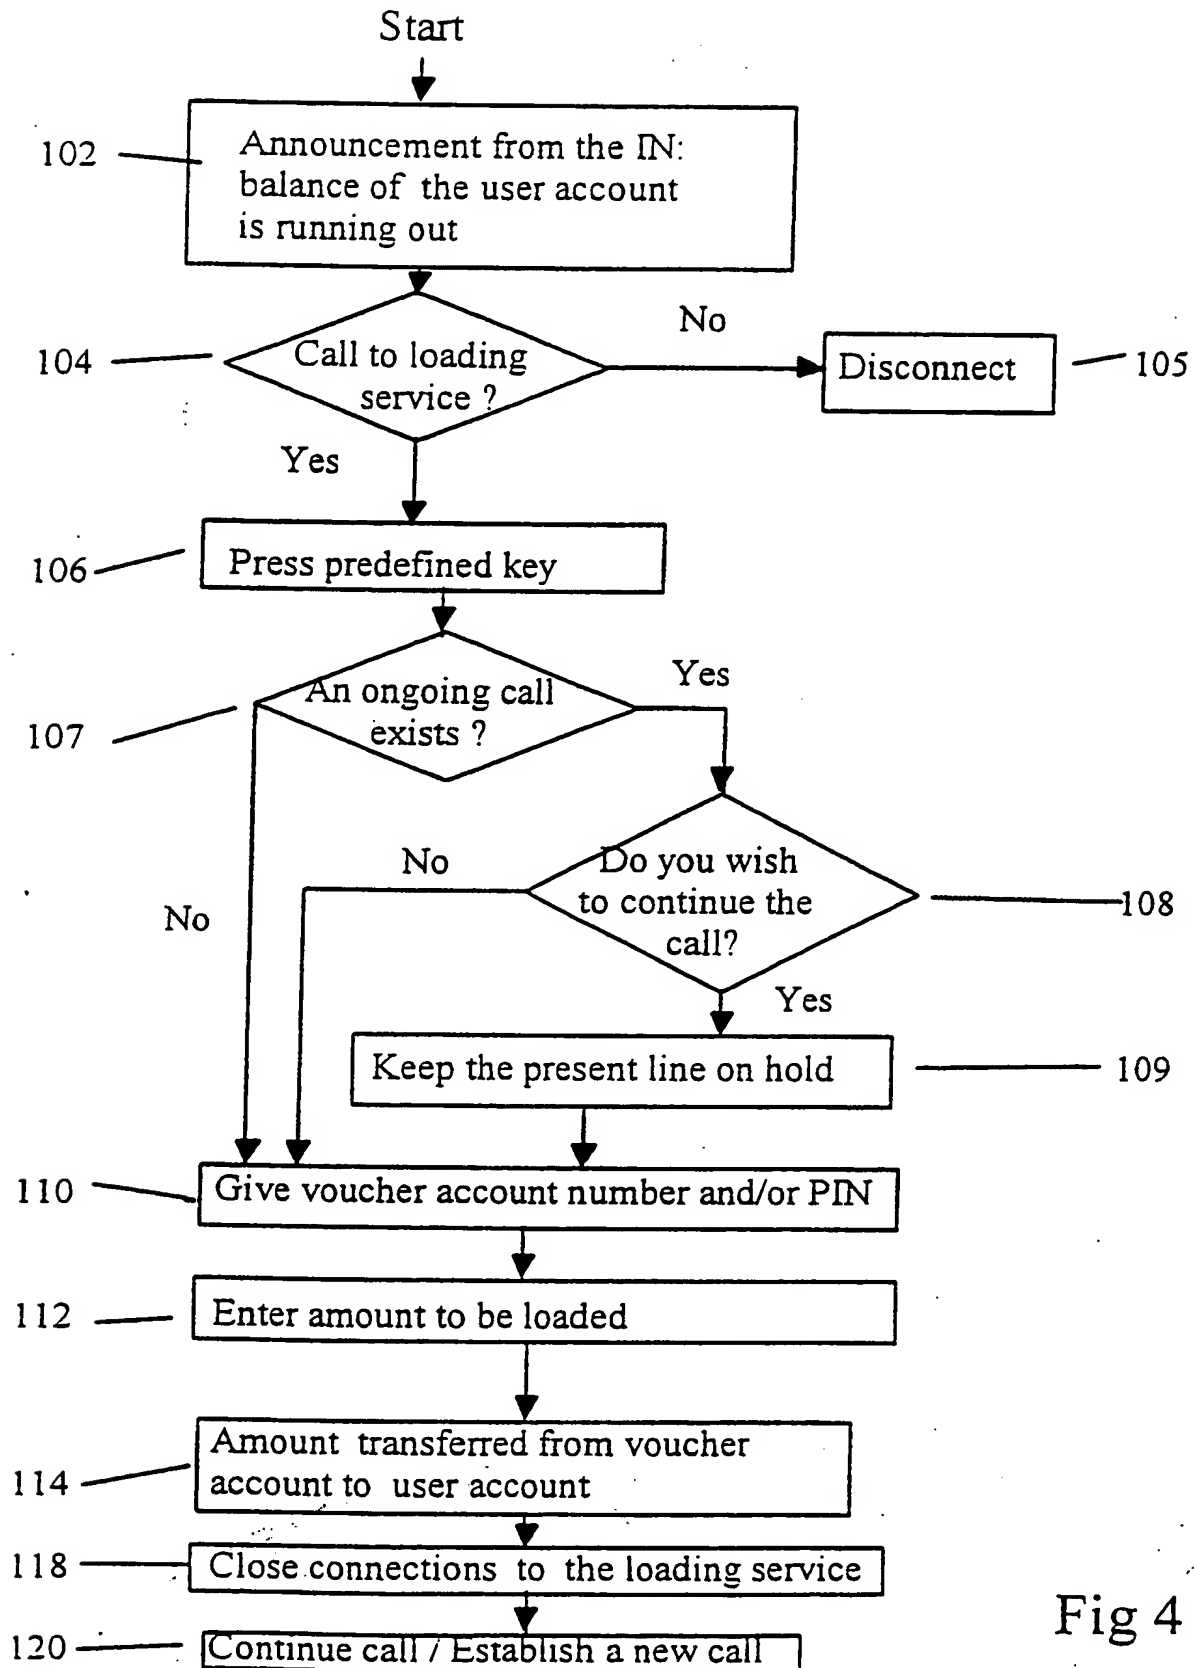 Start
102
Announcement from the IN:
balance of the user account
is running out
No
104
Call to loading
service ?
Disconnect
105
Yes
106
Press predefined key
Yes
107
An ongoing call
exists ?
No
No
Do you wish
to continue the
call?
108
Yes
Keep the present line on hold
109
110
Give voucher account number and/or PIN
112
Enter amount to be loaded
114
Amount transferred from voucher
account to user account
118
Close connections to the loading service
120
Continue call / Establish a new call
Fig 4